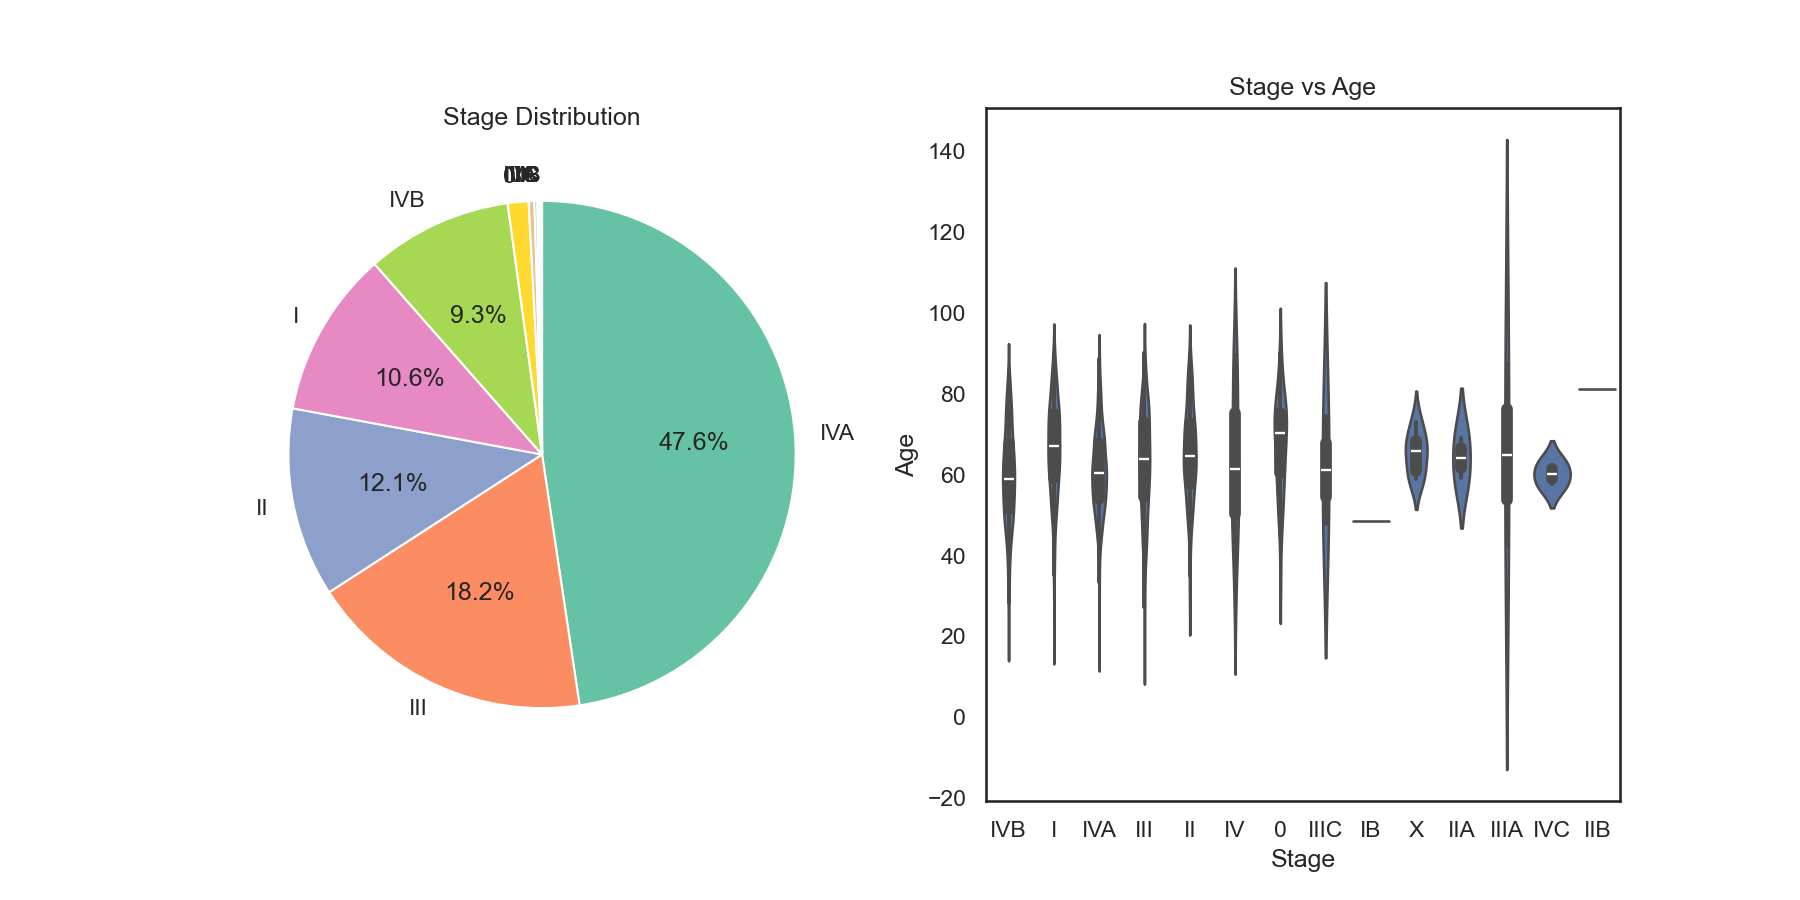 Stage Distribution
IVB
I
II
III
IVA
9.3%
10.6%
12.1%
18.2%
47.6%
Stage vs Age
Age
140
120
100
80
60
40
20
0
−20
IVB I IVA III II IV 0 IIIC IB X IIA IIIA IVC IIB
Stage